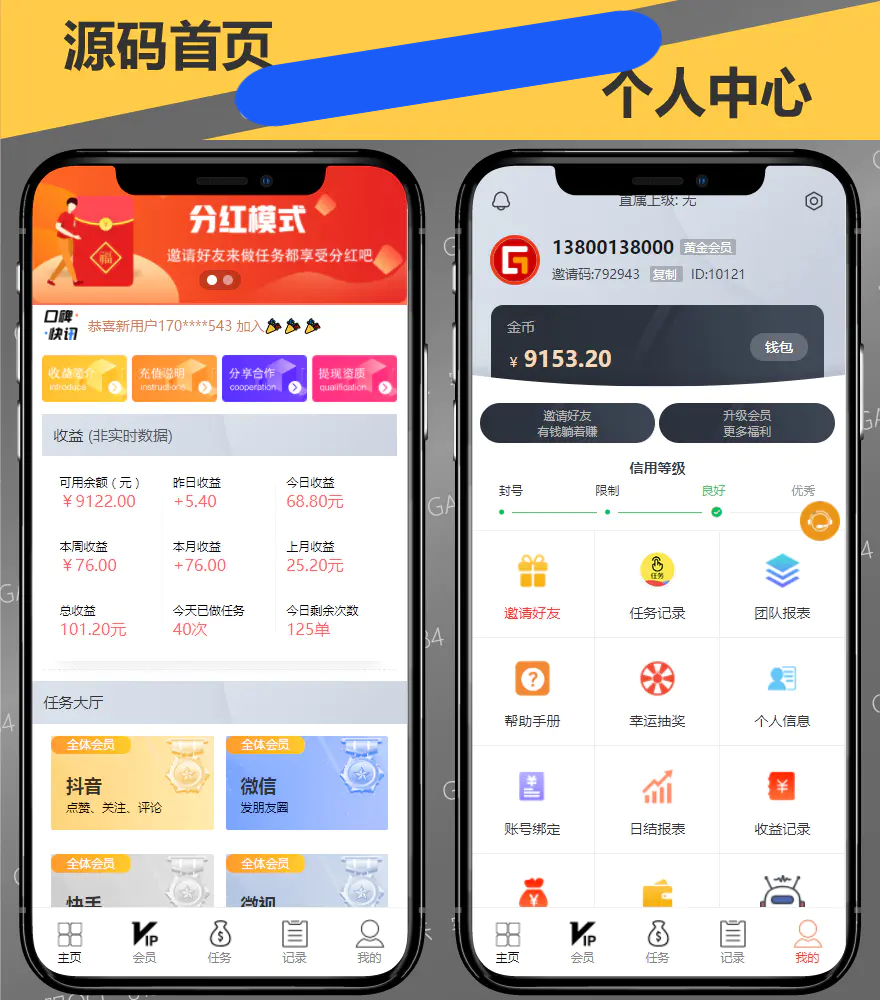 源码首页
个人中心
分红模式
邀请好友来做任务都享受分红吧
福
口碑
快讯
恭喜新用户170****543 加入
收益简介
introduce
充值说明
instructions
分享合作
cooperation
提现资质
qualification
收益 (非实时数据)
可用余额（元）
昨日收益
今日收益
￥9122.00
+5.40
68.80元
本周收益
本月收益
上月收益
￥76.00
+76.00
25.20元
总收益
今天已做任务
今日剩余次数
101.20元
40次
125单
任务大厅
全体会员
抖音
点赞、关注、评论
全体会员
微信
发朋友圈
全体会员
快手
全体会员
微视
主页
VIP
会员
任务
记录
我的
直属上级: 无
13800138000 黄金会员
邀请码:792943 复制 ID:10121
金币
￥9153.20
钱包
邀请好友
有钱躺着赚
升级会员
更多福利
信用等级
封号
限制
良好
优秀
邀请好友
任务
任务记录
团队报表
帮助手册
幸运抽奖
个人信息
账号绑定
日结报表
收益记录
主页
VIP
会员
任务
记录
我的